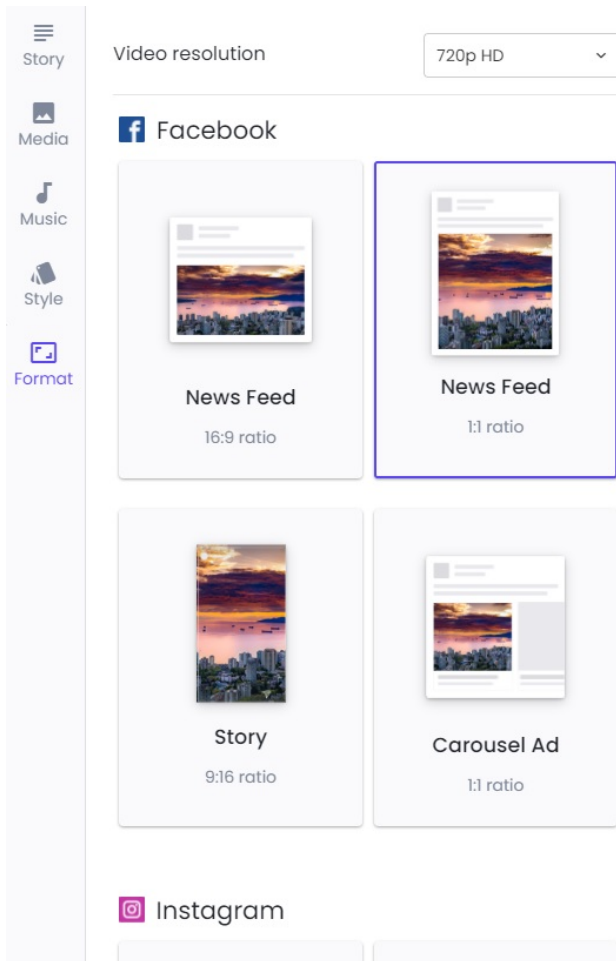 Story
Media
Music
Style
Format
Video resolution
720p HD
Facebook
News Feed
16:9 ratio
News Feed
1:1 ratio
Story
9:16 ratio
Carousel Ad
1:1 ratio
Instagram